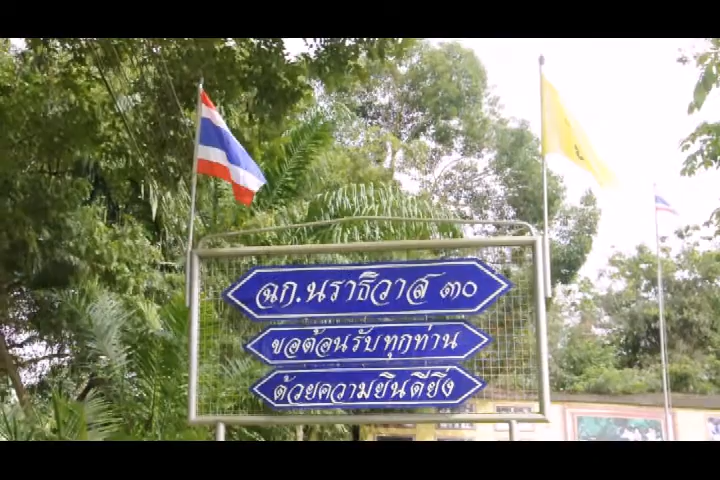 ฉก.นราธิวาส ๓๐
ขอต้อนรับทุกท่าน
ด้วยความยินดียิ่ง